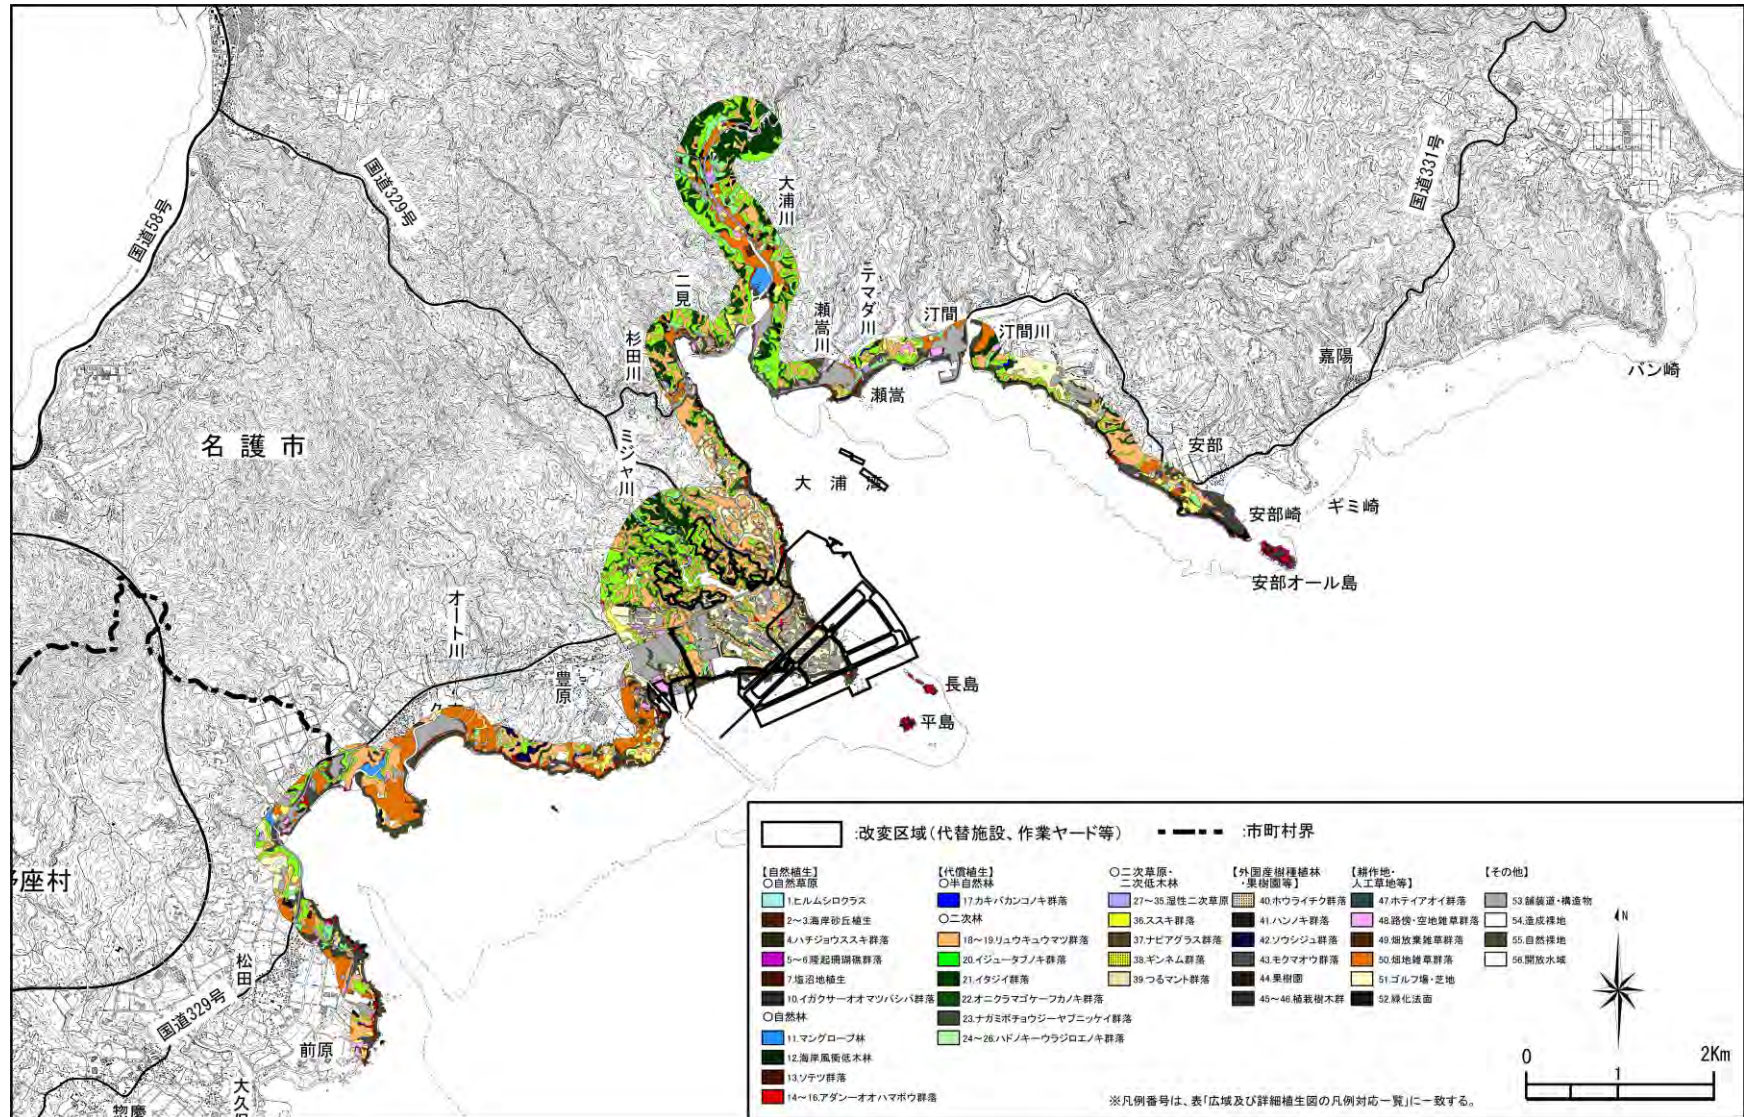 国道58号
国道329号
国道331号
大浦川
二見
杉田川
ミジャ川
テマダ川
瀬嵩川
汀間
汀間川
瀬嵩
嘉陽
バン崎
安部
安部崎
ギミ崎
安部オール島
名護市
大浦湾
オート川
豊原
長島
平島
座村
松田
国道329号
前原
惣慶
:改変区域(代替施設、作業ヤード等)
:市町村界
【自然植生】
○自然草原
1.ヒルムシロクラス
2～3.海岸砂丘植生
4.ハチジョウススキ群落
5～6.隆起珊瑚礁群落
7.塩沼地植生
10.イガクサーオオマツバシバ群落
○自然林
11.マングローブ林
12.海岸風衝低木林
13.ソテツ群落
14～16.アダンーオオハマボウ群落
【代償植生】
○半自然林
17.カキバカンコノキ群落
○二次林
18～19.リュウキュウマツ群落
20.イジュータブノキ群落
21.イタジイ群落
22.オニクラマゴケーフカノキ群落
23.ナガミボチョウジーヤブニッケイ群落
24～26.ハドノキーウラジロエノキ群落
○二次草原・
二次低木林
27～35.湿性二次草原
36.ススキ群落
37.ナピアグラス群落
38.ギンネム群落
39.つるマント群落
【外国産樹種植林
・果樹園等】
40.ホウライチク群落
41.ハンノキ群落
42.ソウシジュ群落
43.モクマオウ群落
44.果樹園
45～46.植栽樹木群
【耕作地・
人工草地等】
47.ホテイアオイ群落
48.路傍・空地雑草群落
49.畑放棄雑草群落
50.畑地雑草群落
51.ゴルフ場・芝地
52.緑化法面
【その他】
53.舗装道・構造物
54.造成裸地
55.自然裸地
56.開放水域
N
0
1
2Km
※凡例番号は、表「広域及び詳細植生図の凡例対応一覧」に一致する。